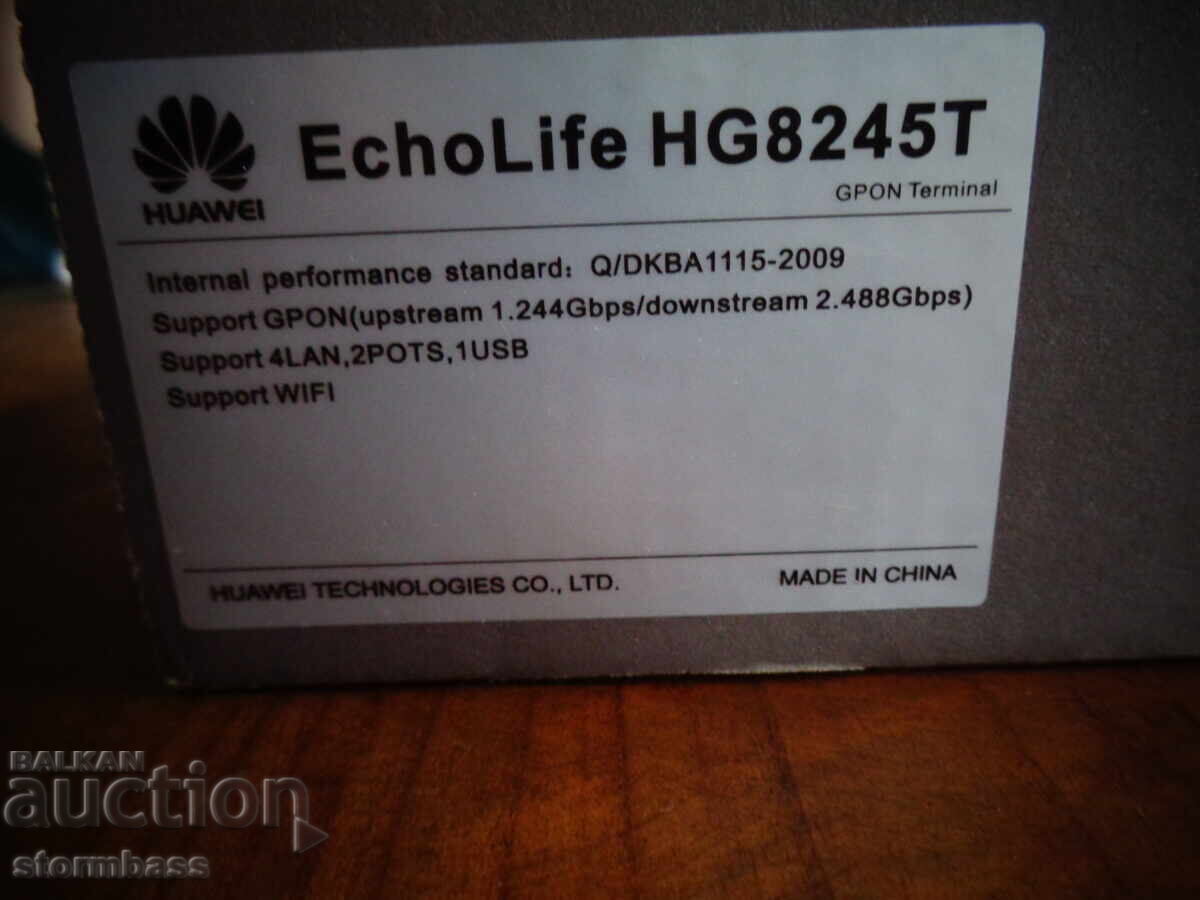 HUAWEI
EchoLife HG8245T
GPON Terminal
Internal performance standard: Q/DKBA1115-2009
Support GPON(upstream 1.244Gbps/downstream 2.488Gbps)
Support 4LAN,2POTS,1USB
Support WIFI
HUAWEI TECHNOLOGIES CO., LTD.
MADE IN CHINA
BALKAN
auction
stormbass